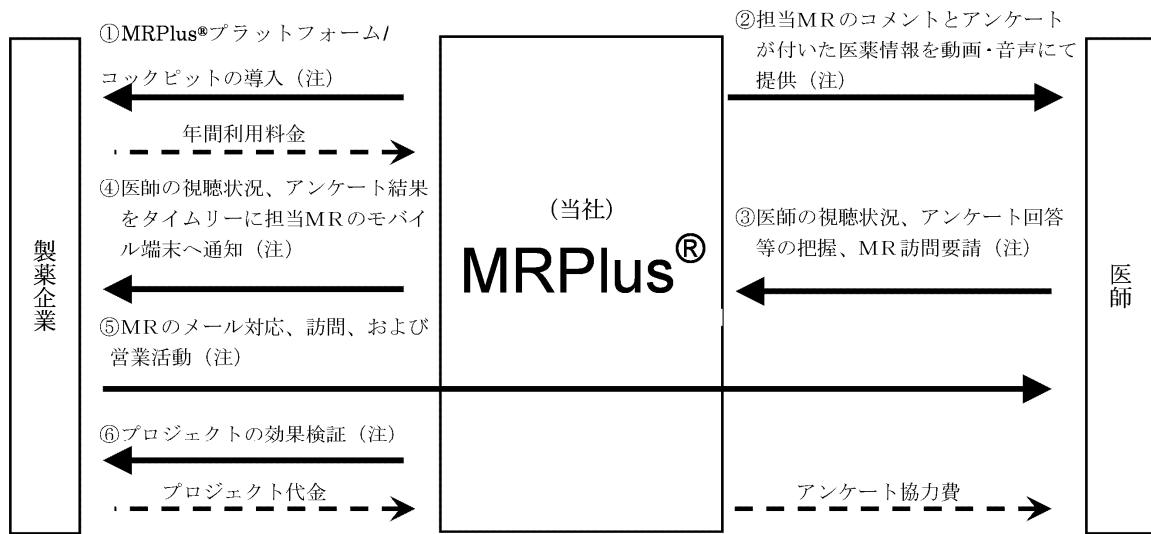 製薬企業
①MRPlus®プラットフォーム/
コックピットの導入（注）
年間利用料金
④医師の視聴状況、アンケート結果
をタイムリーに担当ＭＲのモバイ
ル端末へ通知（注）
⑤ＭＲのメール対応、訪問、および
営業活動（注）
⑥プロジェクトの効果検証（注）
プロジェクト代金
（当社）
MRPlus®
②担当ＭＲのコメントとアンケート
が付いた医薬情報を動画・音声にて
提供（注）
③医師の視聴状況、アンケート回答
等の把握、ＭＲ訪問要請（注）
アンケート協力費
医師